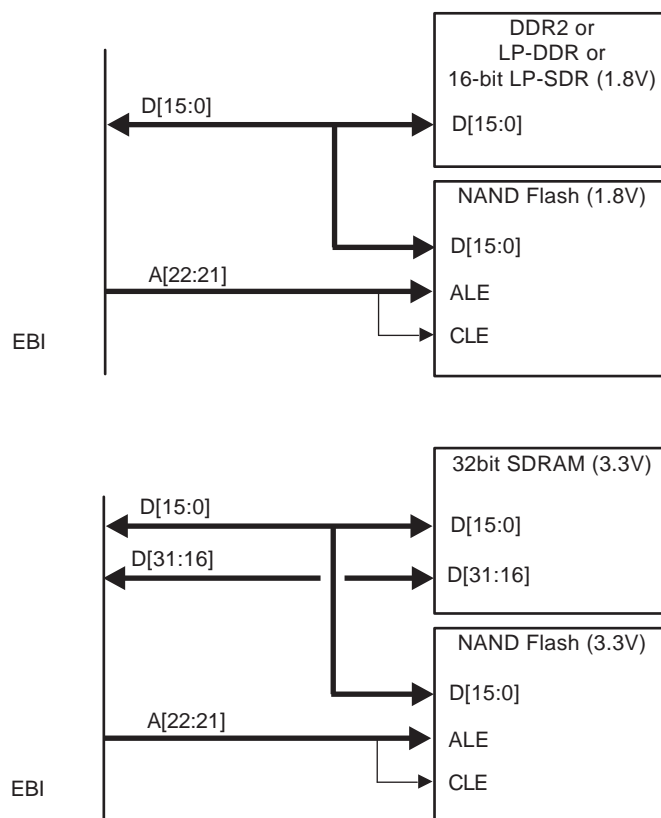 DDR2 or
LP-DDR or
16-bit LP-SDR (1.8V)
D[15:0]
D[15:0]
NAND Flash (1.8V)
D[15:0]
A[22:21]
ALE
EBI
CLE
32bit SDRAM (3.3V)
D[15:0]
D[15:0]
D[31:16]
D[31:16]
NAND Flash (3.3V)
D[15:0]
A[22:21]
ALE
EBI
CLE